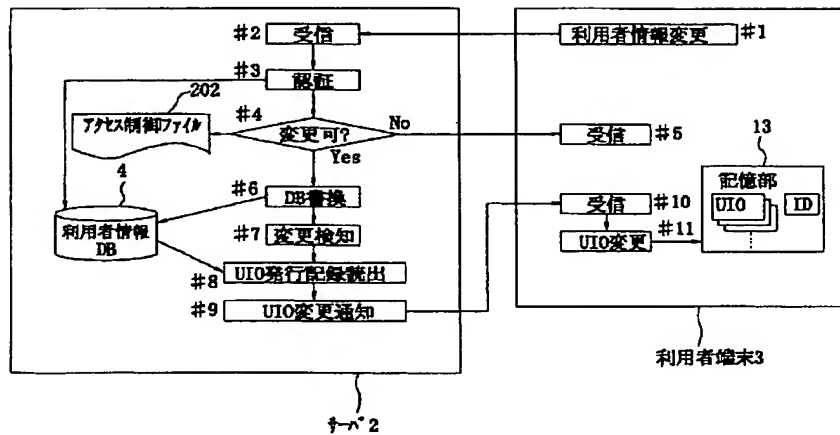 #2 受信
利用者情報変更 #1
#3 認証
202
アクセス制御ファイル
#4 変更可?
No
Yes
受信 #5
13
記憶部
UIO
ID
4
利用者情報
DB
#6 DB書換
#7 変更検知
#8 UIO発行記録読出
#9 UIO変更通知
受信 #10
UIO変更 #11
利用者端末3
サーバ2